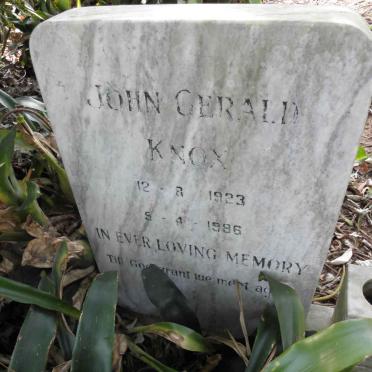 JOHN GERALD
KNOX
12 - 8 1923
5 - 4 - 1986
IN EVER LOVING MEMORY
Till God grant we meet